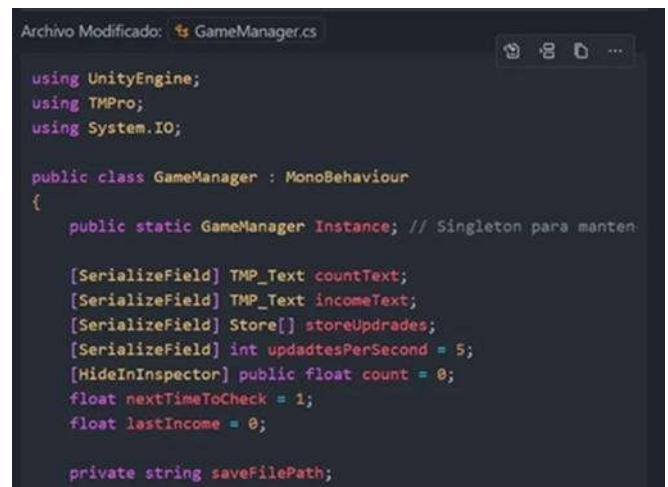 Archivo Modificado: GameManager.cs
using UnityEngine;
using TMPro;
using System.IO;
public class GameManager : MonoBehaviour
{
public static GameManager Instance; // Singleton para manten
[SerializeField] TMP_Text countText;
[SerializeField] TMP_Text incomeText;
[SerializeField] Store[] storeUpdrades;
[SerializeField] int updadtesPerSecond = 5;
[HideInInspector] public float count = 0;
float nextTimeToCheck = 1;
float lastIncome = 0;
private string saveFilePath;